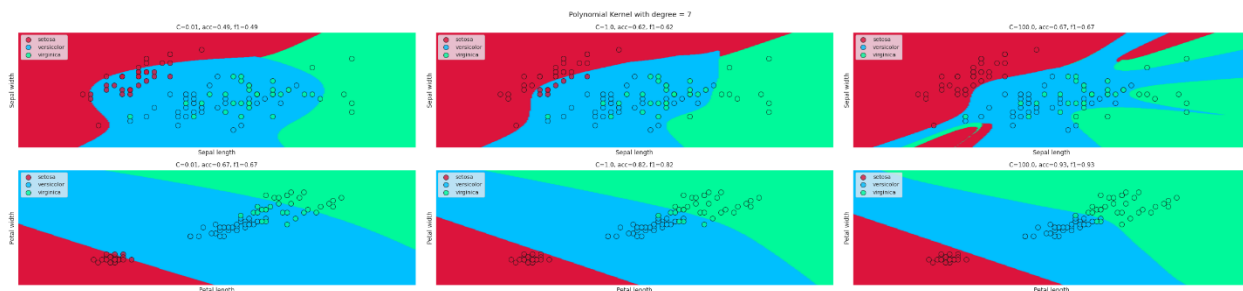 Polynomial Kernel with degree = 7
C=0.01, acc=0.49, f1=0.49
setosa
versicolor
virginica
Sepal width
Sepal length
C=1.0, acc=0.62, f1=0.62
setosa
versicolor
virginica
Sepal width
Sepal length
C=100.0, acc=0.67, f1=0.67
setosa
versicolor
virginica
Sepal width
Sepal length
C=0.01, acc=0.67, f1=0.67
setosa
versicolor
virginica
Petal width
Petal length
C=1.0, acc=0.82, f1=0.82
setosa
versicolor
virginica
Petal width
Petal length
C=100.0, acc=0.93, f1=0.93
setosa
versicolor
virginica
Petal width
Petal length